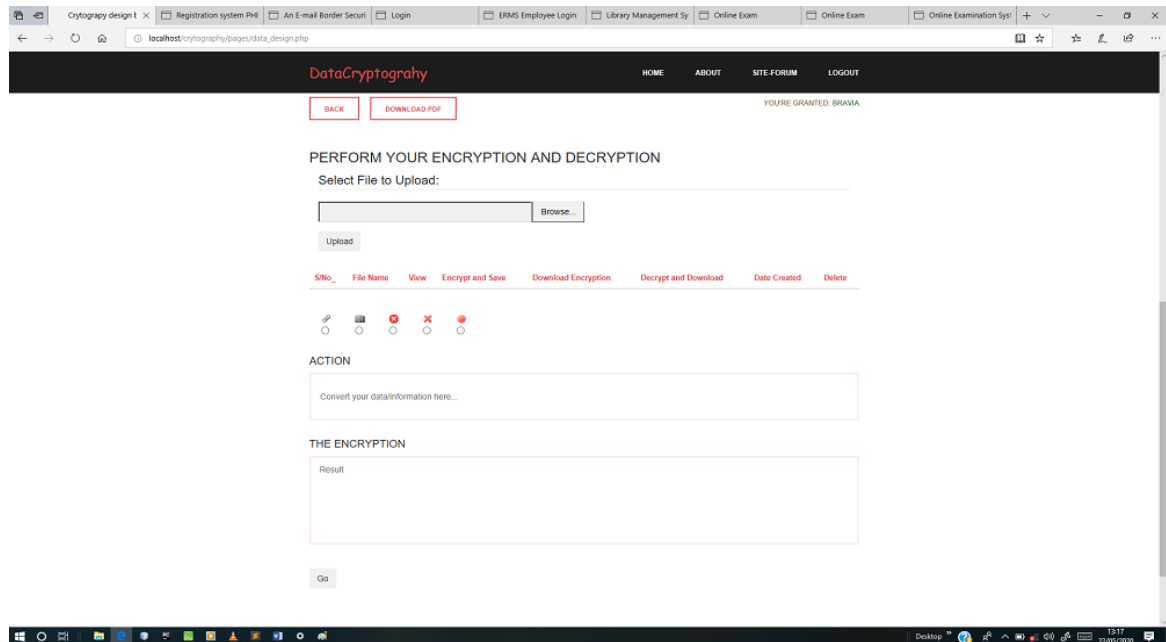 Crytograpy design t
Registration system PHI
An E-mail Border Securi
Login
ERMS Employee Login
Library Management Sy
Online Exam
Online Exam
Online Examination Syst
localhost/crytography/pages/data_design.php
DataCryptograhy
HOME ABOUT SITE-FORUM LOGOUT
BACK DOWNLOAD PDF
YOU'RE GRANTED: BRAVIA
PERFORM YOUR ENCRYPTION AND DECRYPTION
Select File to Upload:
Browse...
Upload
S/No_ File Name View Encrypt and Save Download Encryption Decrypt and Download Date Created Delete
ACTION
Convert your data/information here...
THE ENCRYPTION
Result
Go
Desktop
13:17
22/05/2020